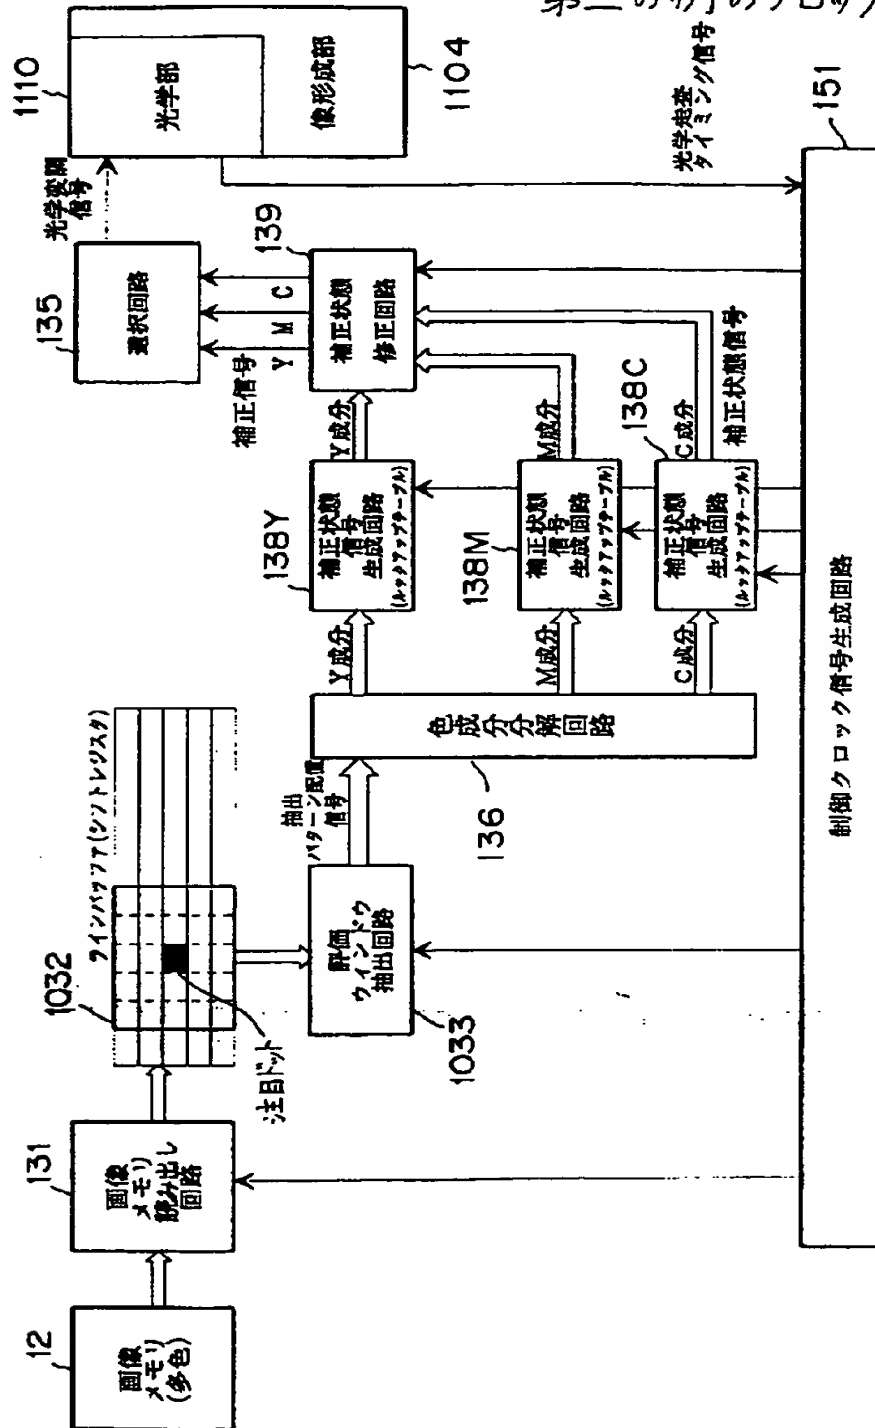 第二の例のブロック
12
画像
メモリ
(多色)
131
画像
メモリ
読み出し
回路
1032
ラインバッファ(シフトレジスタ)
注目ドット
評価
ウィンドウ
抽出回路
1033
抽出
パターン配置
信号
色成分分解回路
136
Y成分
M成分
C成分
138Y
補正状態
信号
生成回路
(ルックアップテーブル)
138M
補正状態
信号
生成回路
(ルックアップテーブル)
138C
補正状態
信号
生成回路
(ルックアップテーブル)
Y成分
M成分
C成分
補正状態信号
139
補正状態
修正回路
補正信号
Y
M
C
135
選択回路
光学変調
信号
1110
光学部
像形成部
1104
光学走査
タイミング信号
151
制御クロック信号生成回路